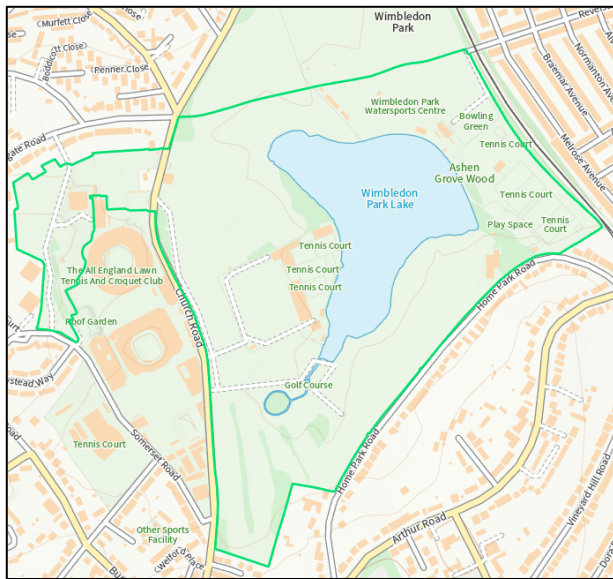 Murfett Close
Boddicott Close
Penner Close
Wimbledon
Park
Normanton
Braemar Avenue
Melrose Avenue
gate Road
Wimbledon Park
Watersports Centre
Bowling
Green
Tennis Court
Ashen
Grove Wood
Wimbledon
Park Lake
Tennis Court
Play Space
Tennis
Court
Tennis Court
Tennis Court
Tennis Court
The All England Lawn
Tennis And Croquet Club
Roof Garden
Church Road
Home Park Road
Court
stead Way
Golf Course
Tennis Court
Somerset Road
Home Park Road
Arthur Road
Vineyard Hill Road
Other Sports
Facility
Welford Place